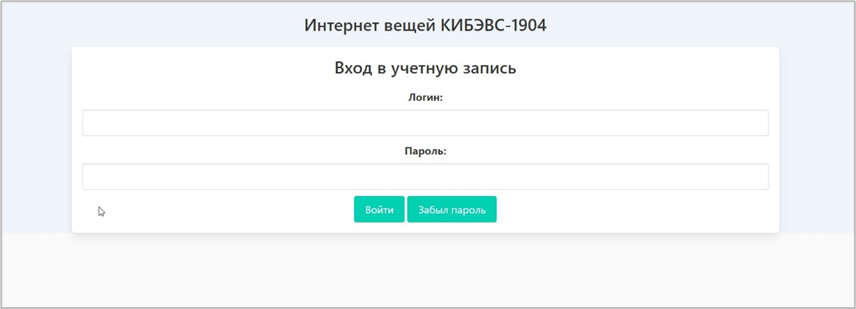 Интернет вещей КИБЭВС-1904
Вход в учетную запись
Логин:
Пароль:
Войти Забыл пароль